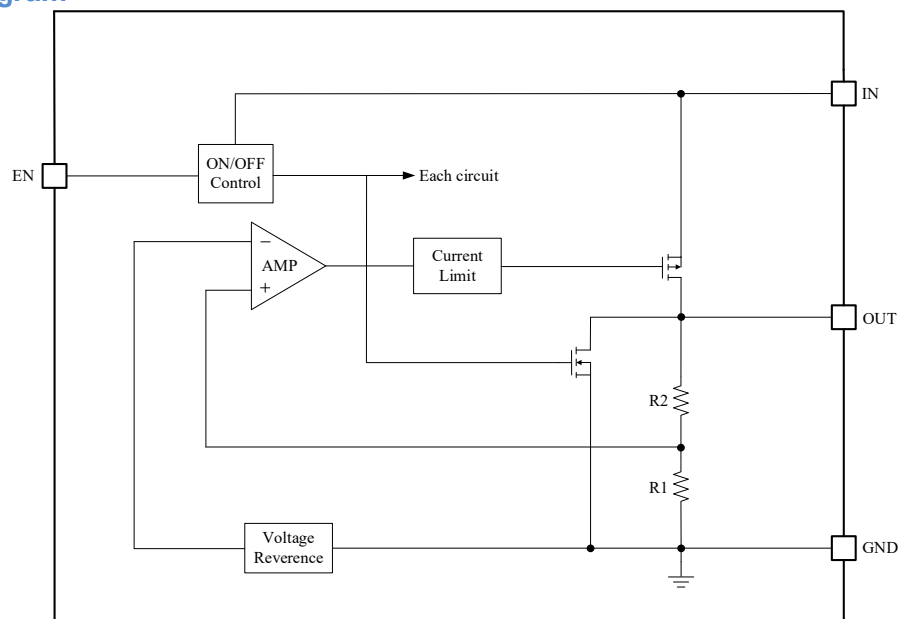 IN
ON/OFF
Control
EN
Each circuit
−
AMP
+
Current
Limit
OUT
R2
R1
Voltage
Reverence
GND